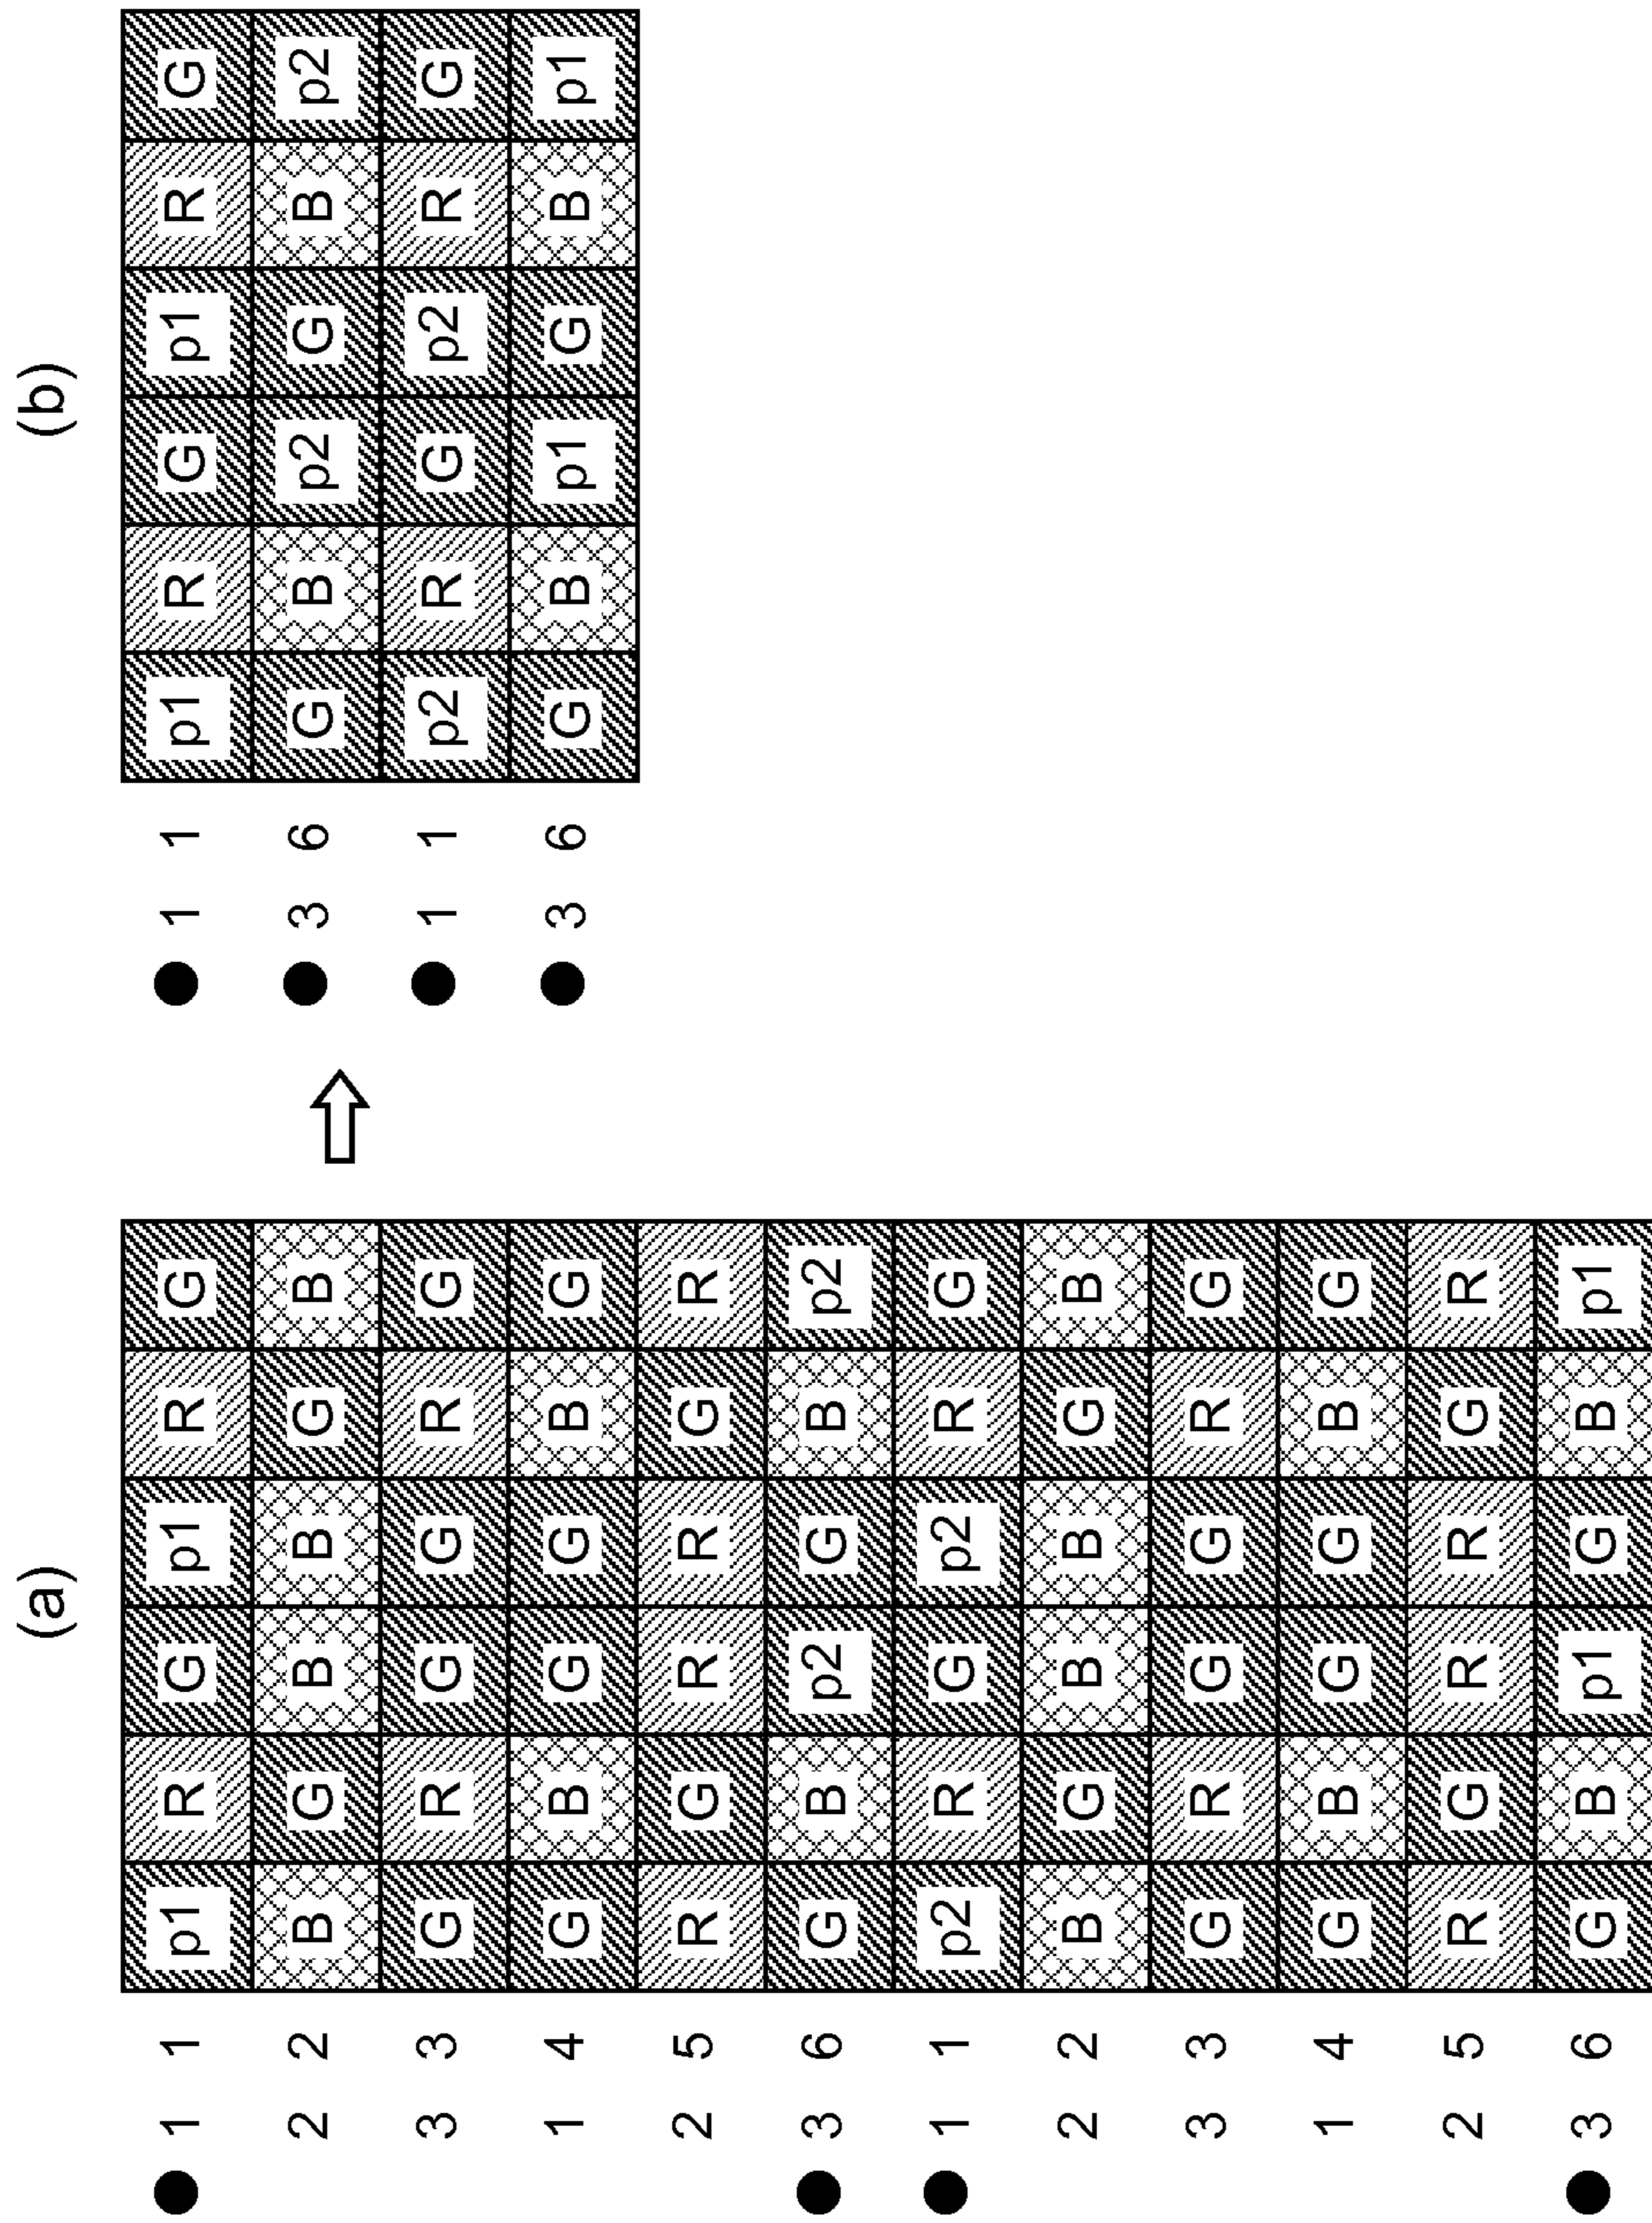 (a)
1 1 p1 R G p1 R G
2 2 B G B B G B
3 3 G R G G R G
1 4 G B G G B G
2 5 R G R R G R
3 6 G B p2 G B p2
1 1 p2 R G p2 R G
2 2 B G B B G B
3 3 G R G G R G
1 4 G B G G B G
2 5 R G R R G R
3 6 G B p1 G B p1
(b)
1 1 p1 R G p1 R G
3 6 G B p2 G B p2
1 1 p2 R G p2 R G
3 6 G B p1 G B p1